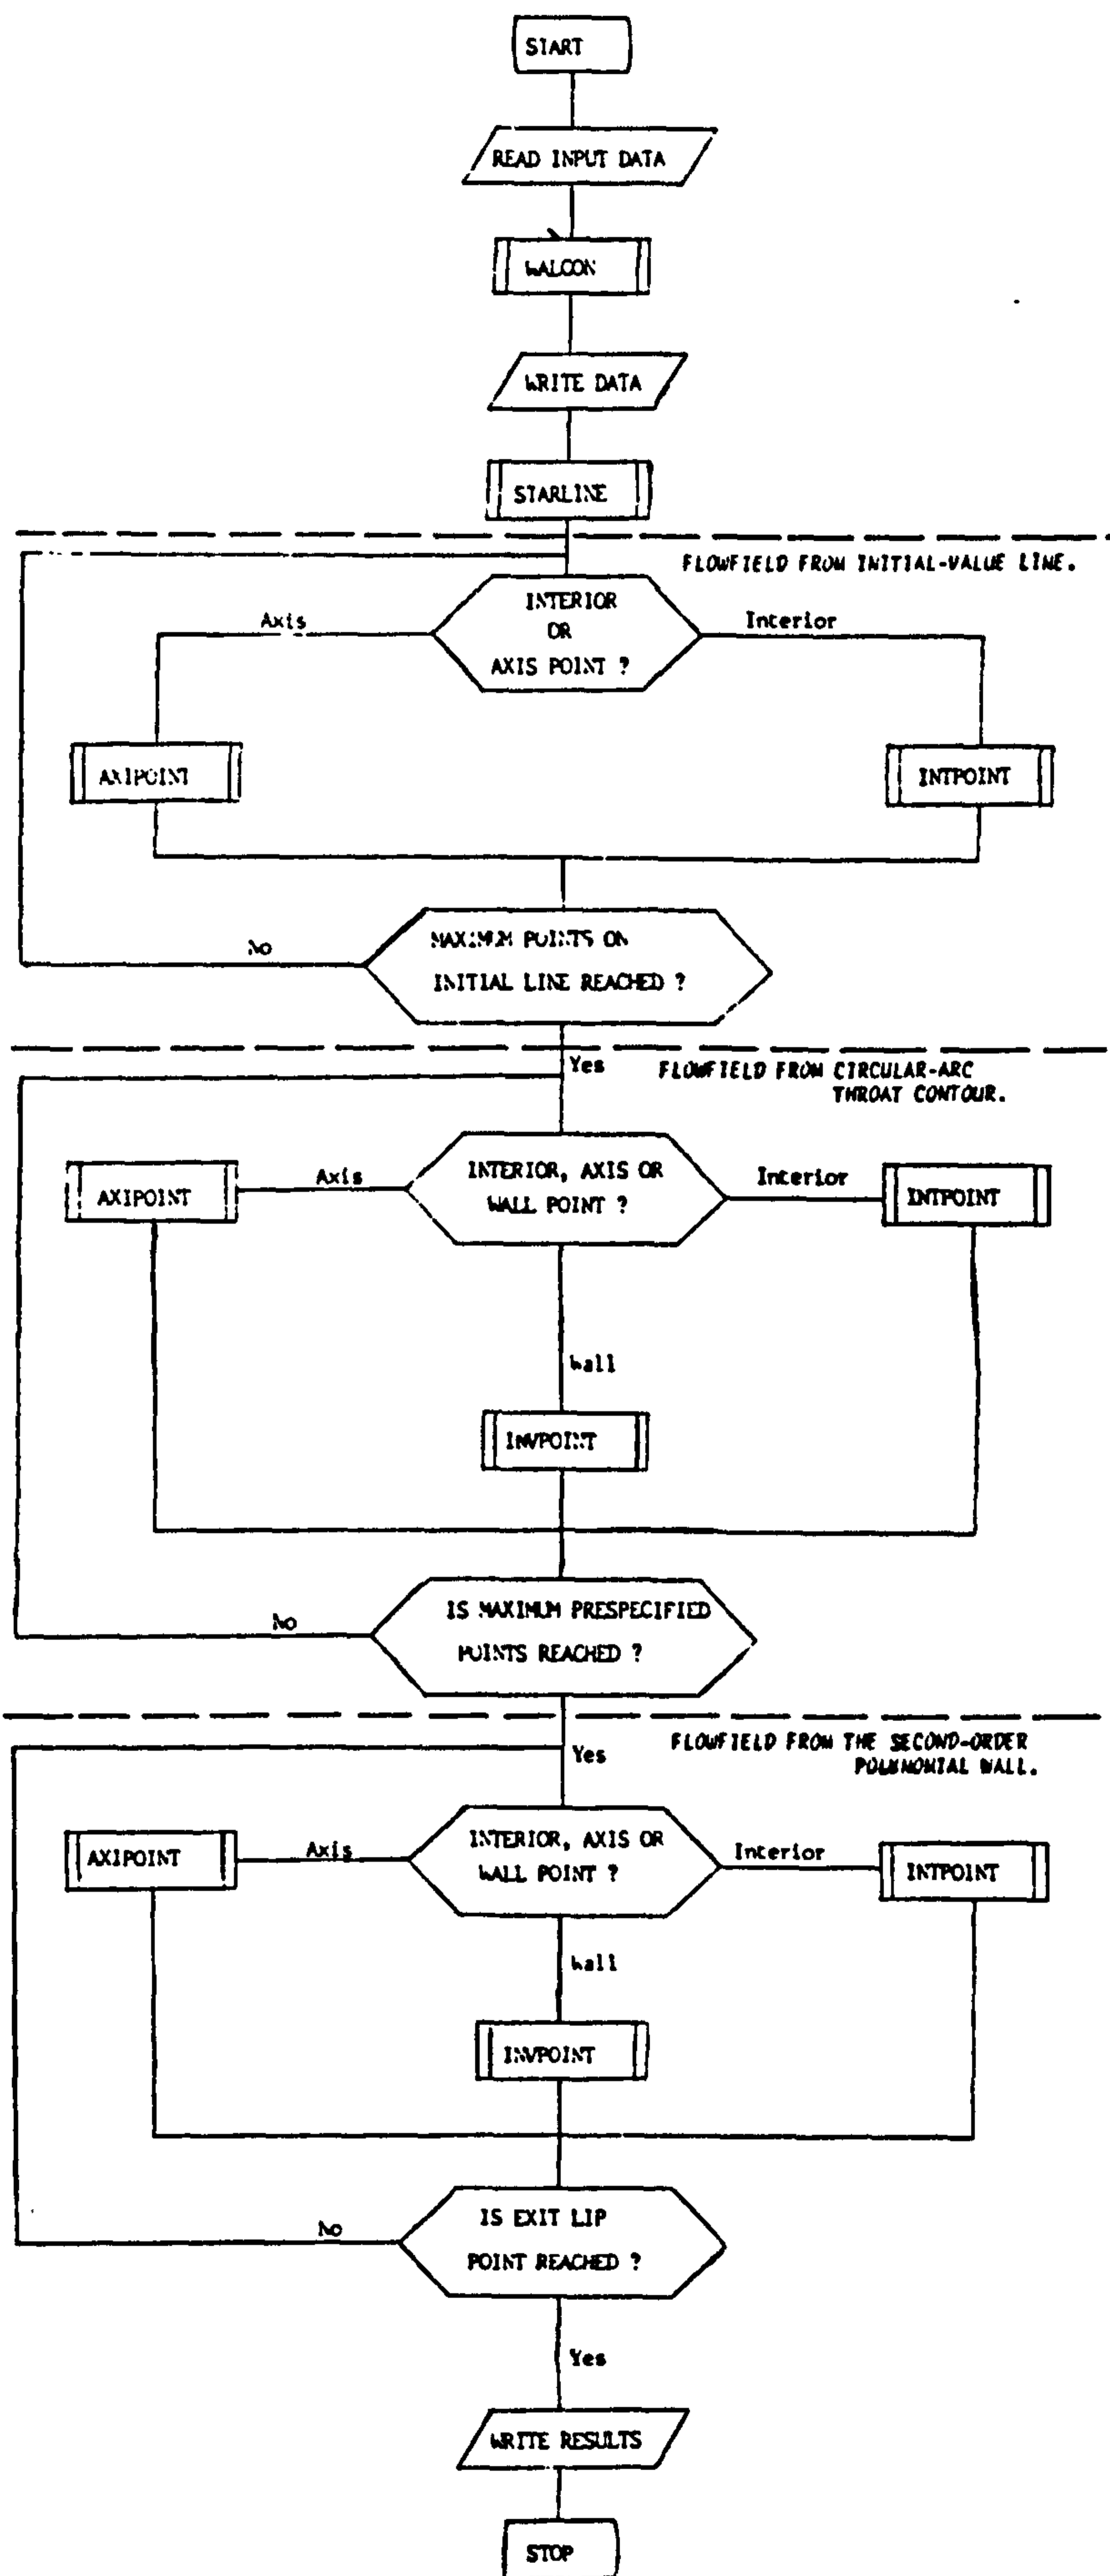 START
READ INPUT DATA
WALCON
WRITE DATA
STARLINE
FLOWFIELD FROM INITIAL-VALUE LINE.
INTERIOR
OR
AXIS POINT ?
Axis
Interior
AXIPOINT
INTPOINT
MAXIMUM POINTS ON
INITIAL LINE REACHED ?
No
Yes
FLOWFIELD FROM CIRCULAR-ARC
THROAT CONTOUR.
INTERIOR, AXIS OR
WALL POINT ?
Axis
Interior
AXIPOINT
INTPOINT
Wall
INVPOINT
IS MAXIMUM PRESPECIFIED
POINTS REACHED ?
No
Yes
FLOWFIELD FROM THE SECOND-ORDER
POLYNOMIAL WALL.
INTERIOR, AXIS OR
WALL POINT ?
Axis
Interior
AXIPOINT
INTPOINT
Wall
INVPOINT
IS EXIT LIP
POINT REACHED ?
No
Yes
WRITE RESULTS
STOP